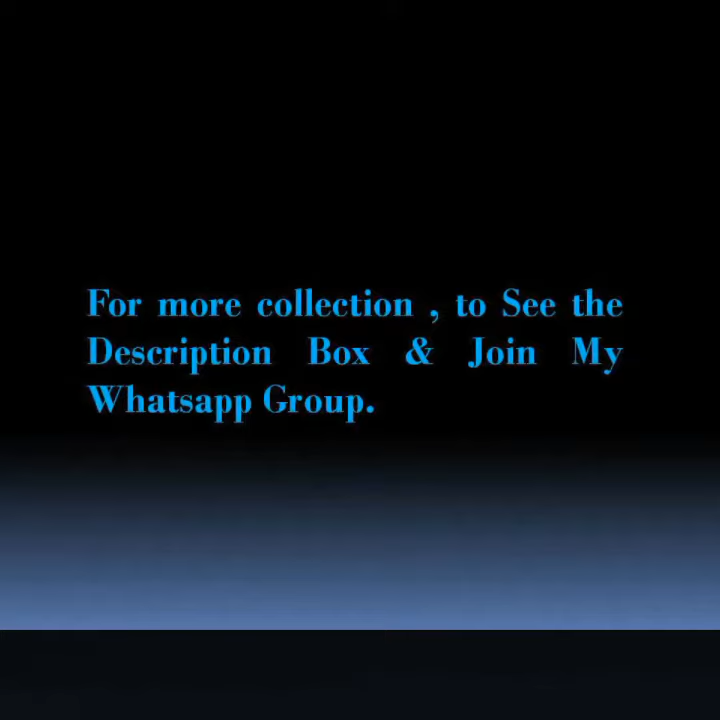 For more collection , to See the
Description Box & Join My
Whatsapp Group.